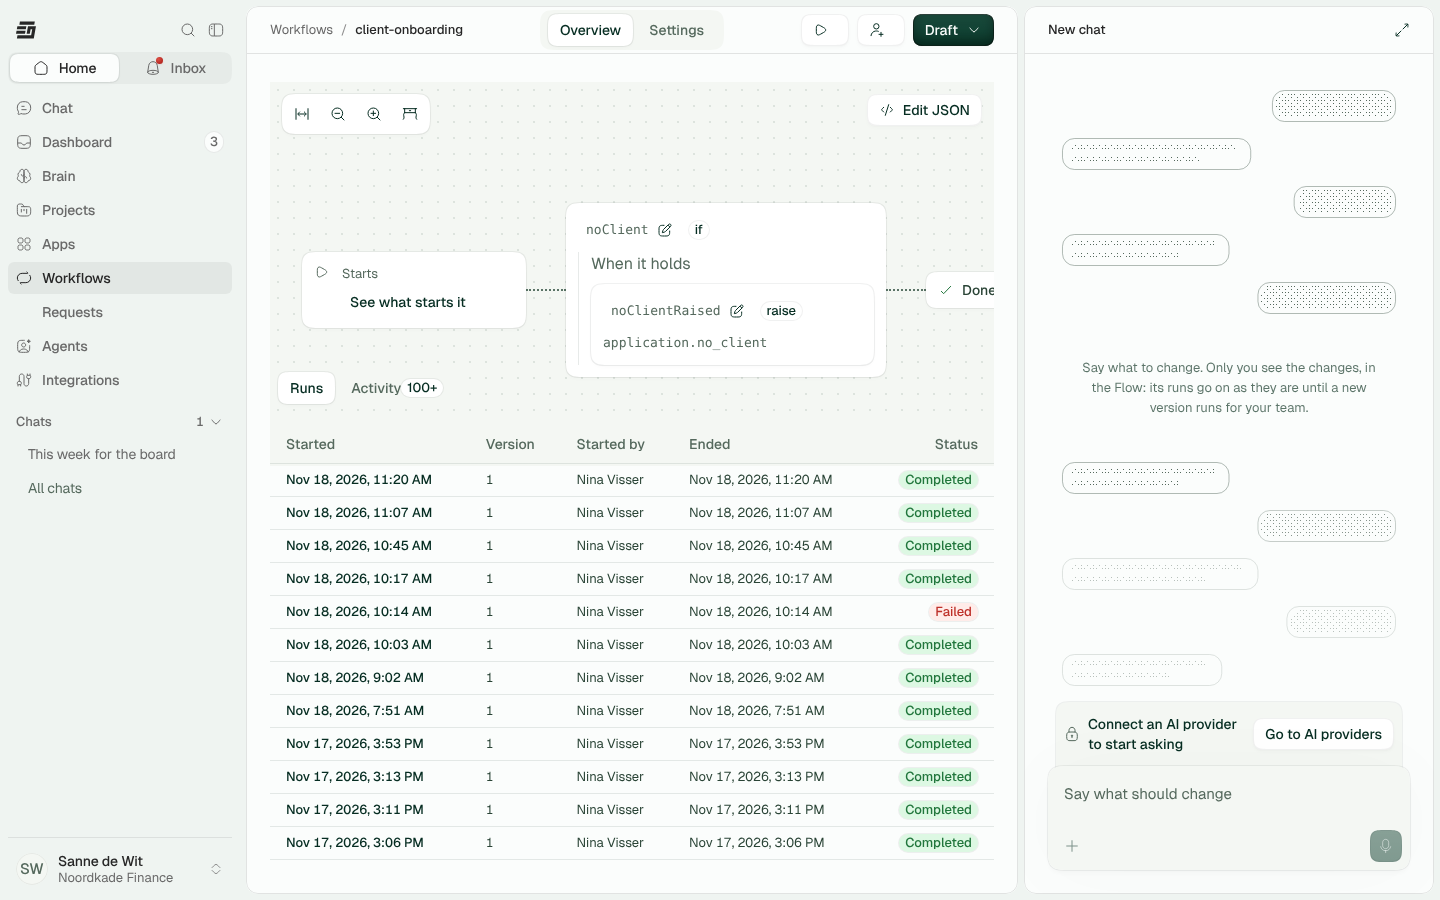 Home
Inbox
Chat
Dashboard
3
Brain
Projects
Apps
Workflows
Requests
Agents
Integrations
Chats
1
This week for the board
All chats
SW
Sanne de Wit
Noordkade Finance
Workflows / client-onboarding
Overview
Settings
Draft
Edit JSON
Starts
See what starts it
noClient if
When it holds
noClientRaised raise
application.no_client
Done
Runs
Activity 100+
Started Version Started by Ended Status
Nov 18, 2026, 11:20 AM 1 Nina Visser Nov 18, 2026, 11:20 AM Completed
Nov 18, 2026, 11:07 AM 1 Nina Visser Nov 18, 2026, 11:07 AM Completed
Nov 18, 2026, 10:45 AM 1 Nina Visser Nov 18, 2026, 10:45 AM Completed
Nov 18, 2026, 10:17 AM 1 Nina Visser Nov 18, 2026, 10:17 AM Completed
Nov 18, 2026, 10:14 AM 1 Nina Visser Nov 18, 2026, 10:14 AM Failed
Nov 18, 2026, 10:03 AM 1 Nina Visser Nov 18, 2026, 10:03 AM Completed
Nov 18, 2026, 9:02 AM 1 Nina Visser Nov 18, 2026, 9:02 AM Completed
Nov 18, 2026, 7:51 AM 1 Nina Visser Nov 18, 2026, 7:51 AM Completed
Nov 17, 2026, 3:53 PM 1 Nina Visser Nov 17, 2026, 3:53 PM Completed
Nov 17, 2026, 3:13 PM 1 Nina Visser Nov 17, 2026, 3:13 PM Completed
Nov 17, 2026, 3:11 PM 1 Nina Visser Nov 17, 2026, 3:11 PM Completed
Nov 17, 2026, 3:06 PM 1 Nina Visser Nov 17, 2026, 3:06 PM Completed
New chat
Say what to change. Only you see the changes, in
the Flow: its runs go on as they are until a new
version runs for your team.
Connect an AI provider
to start asking
Go to AI providers
Say what should change